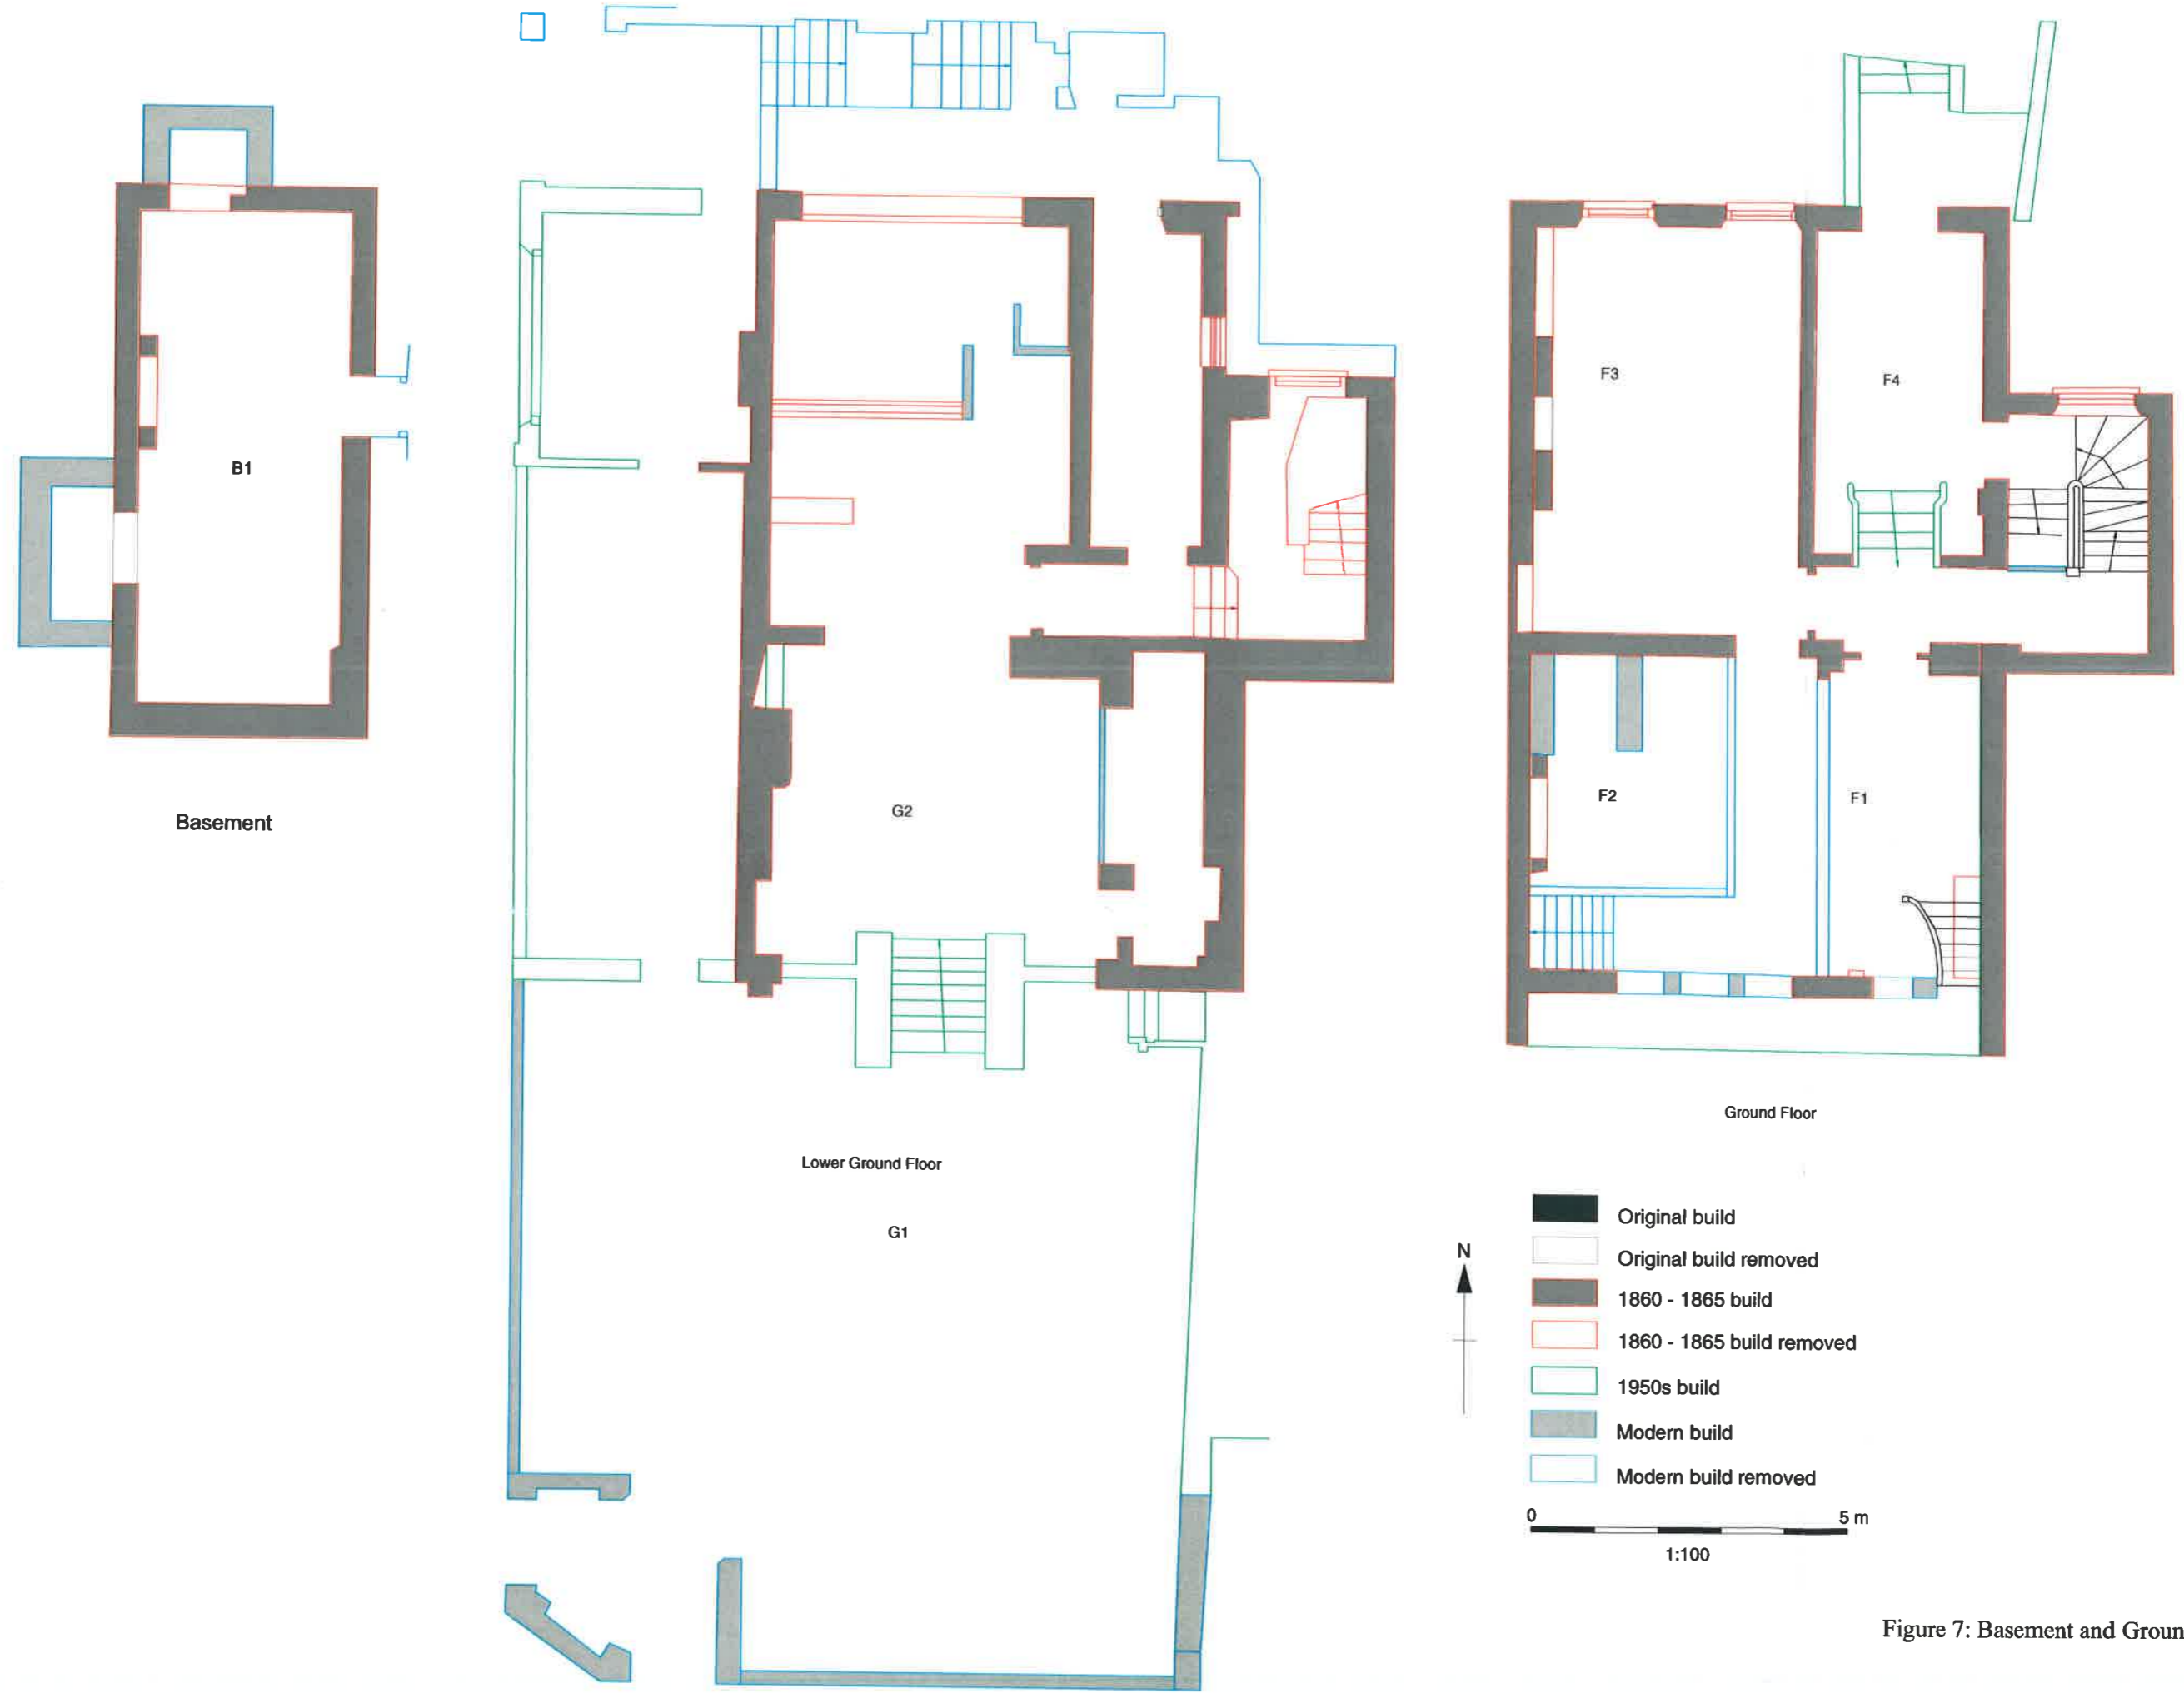 B1
Basement
G2
Lower Ground Floor
G1
F3
F4
F2
F1
Ground Floor
N
Original build
Original build removed
1860 - 1865 build
1860 - 1865 build removed
1950s build
Modern build
Modern build removed
0 5 m
1:100
Figure 7: Basement and Groun